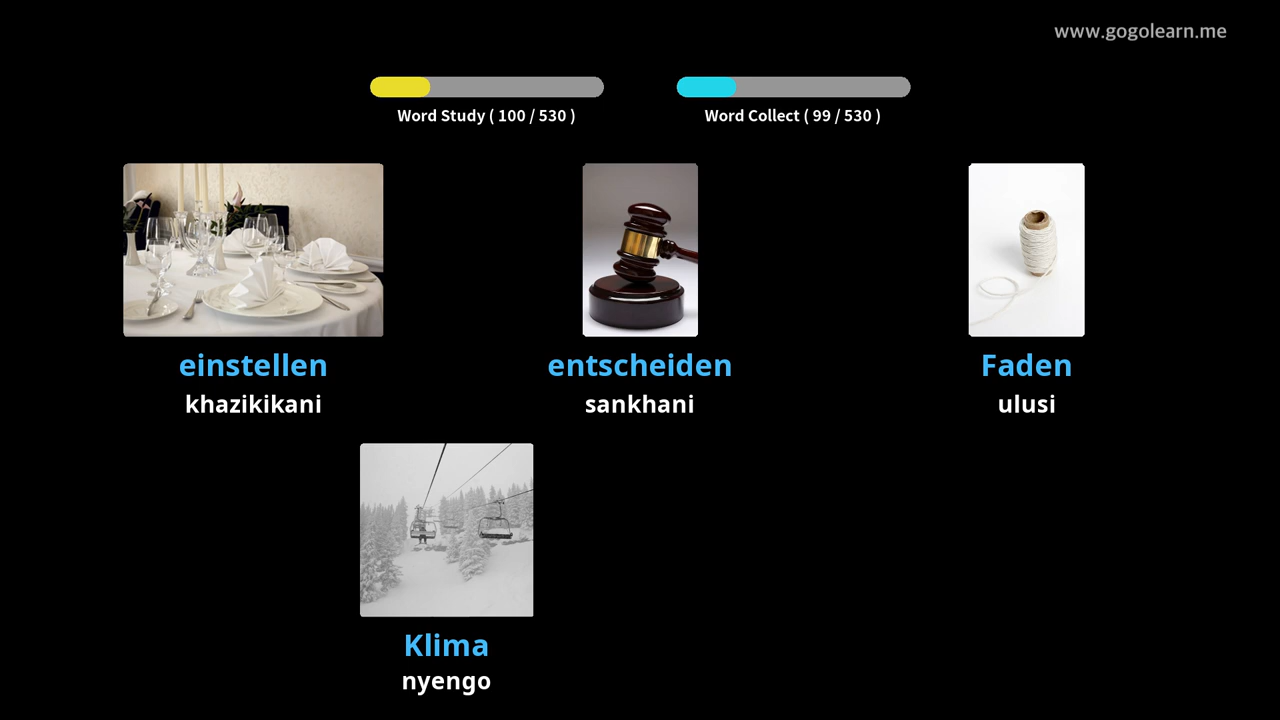 www.gogolearn.me
Word Study ( 100 / 530 )
Word Collect ( 99 / 530 )
einstellen
khazikikani
entscheiden
sankhani
Faden
ulusi
Klima
nyengo